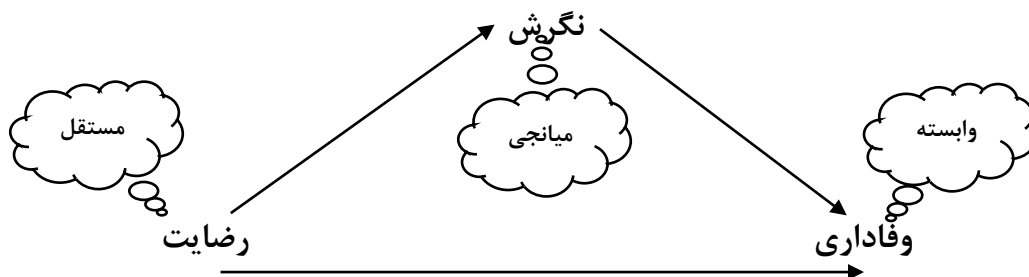 نگرش
مستقل
میانجی
وابسته
رضایت
وفاداری